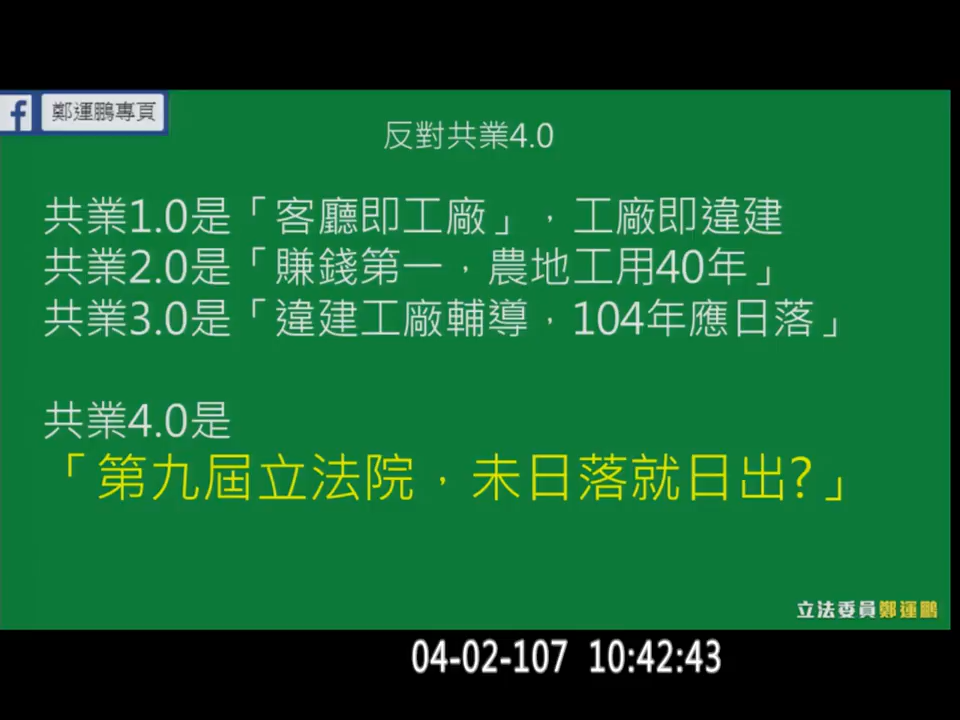 鄭運鵬專頁
反對共業4.0
共業1.0是「客廳即工廠」，工廠即違建
共業2.0是「賺錢第一，農地工用40年」
共業3.0是「違建工廠輔導，104年應日落」
共業4.0是
「第九屆立法院，未日落就日出?」
立法委員鄭運鵬
04-02-107 10:42:43